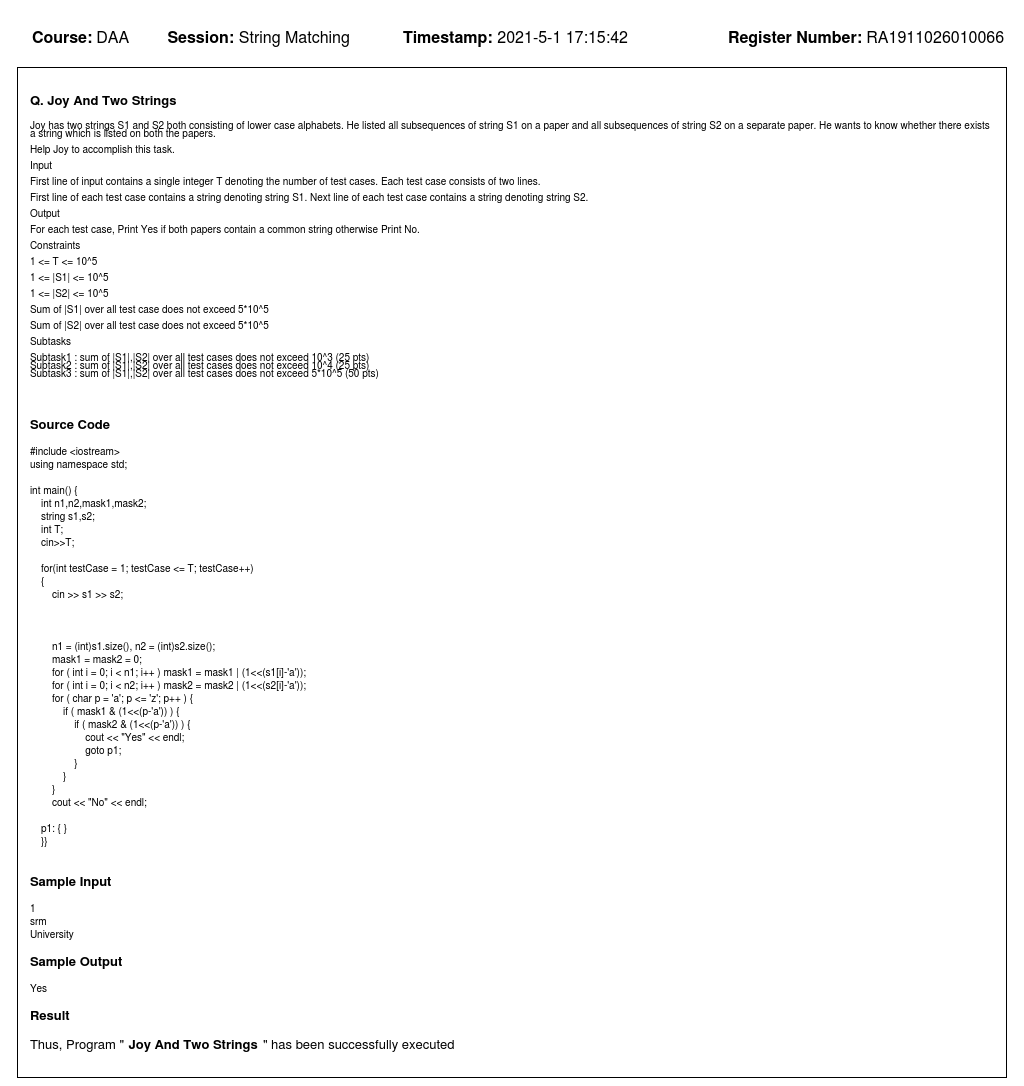 Course: DAA Session: String Matching Timestamp: 2021-5-1 17:15:42 Register Number: RA1911026010066
Q. Joy And Two Strings
Joy has two strings S1 and S2 both consisting of lower case alphabets. He listed all subsequences of string S1 on a paper and all subsequences of string S2 on a separate paper. He wants to know whether there exists
a string which is listed on both the papers.
Help Joy to accomplish this task.
Input
First line of input contains a single integer T denoting the number of test cases. Each test case consists of two lines.
First line of each test case contains a string denoting string S1. Next line of each test case contains a string denoting string S2.
Output
For each test case, Print Yes if both papers contain a common string otherwise Print No.
Constraints
1 <= T <= 10^5
1 <= |S1| <= 10^5
1 <= |S2| <= 10^5
Sum of |S1| over all test case does not exceed 5*10^5
Sum of |S2| over all test case does not exceed 5*10^5
Subtasks
Subtask1 : sum of |S1|,|S2| over all test cases does not exceed 10^3 (25 pts)
Subtask2 : sum of |S1|,|S2| over all test cases does not exceed 10^4 (25 pts)
Subtask3 : sum of |S1|,|S2| over all test cases does not exceed 5*10^5 (50 pts)
Source Code
#include <iostream>
using namespace std;
int main() {
int n1,n2,mask1,mask2;
string s1,s2;
int T;
cin>>T;
for(int testCase = 1; testCase <= T; testCase++)
{
cin >> s1 >> s2;
n1 = (int)s1.size(), n2 = (int)s2.size();
mask1 = mask2 = 0;
for ( int i = 0; i < n1; i++ ) mask1 = mask1 | (1<<(s1[i]-'a'));
for ( int i = 0; i < n2; i++ ) mask2 = mask2 | (1<<(s2[i]-'a'));
for ( char p = 'a'; p <= 'z'; p++ ) {
if ( mask1 & (1<<(p-'a')) ) {
if ( mask2 & (1<<(p-'a')) ) {
cout << "Yes" << endl;
goto p1;
}
}
}
cout << "No" << endl;
p1: { }
}}
Sample Input
1
srm
University
Sample Output
Yes
Result
Thus, Program " Joy And Two Strings " has been successfully executed